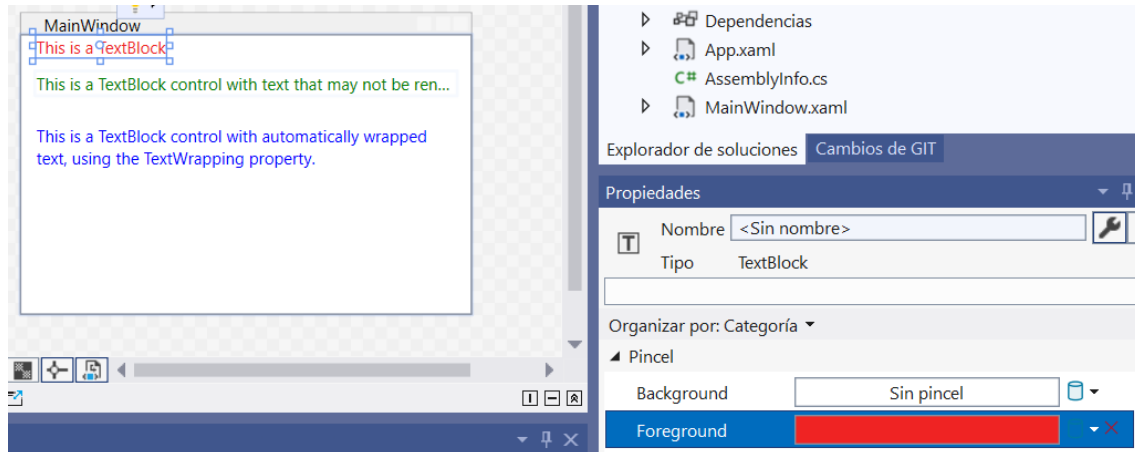 MainWindow
This is a TextBlock
This is a TextBlock control with text that may not be ren...
This is a TextBlock control with automatically wrapped
text, using the TextWrapping property.
Dependencias
App.xaml
C# AssemblyInfo.cs
MainWindow.xaml
Explorador de soluciones Cambios de GIT
Propiedades
Nombre <Sin nombre>
Tipo TextBlock
Organizar por: Categoría
Pincel
Background Sin pincel
Foreground